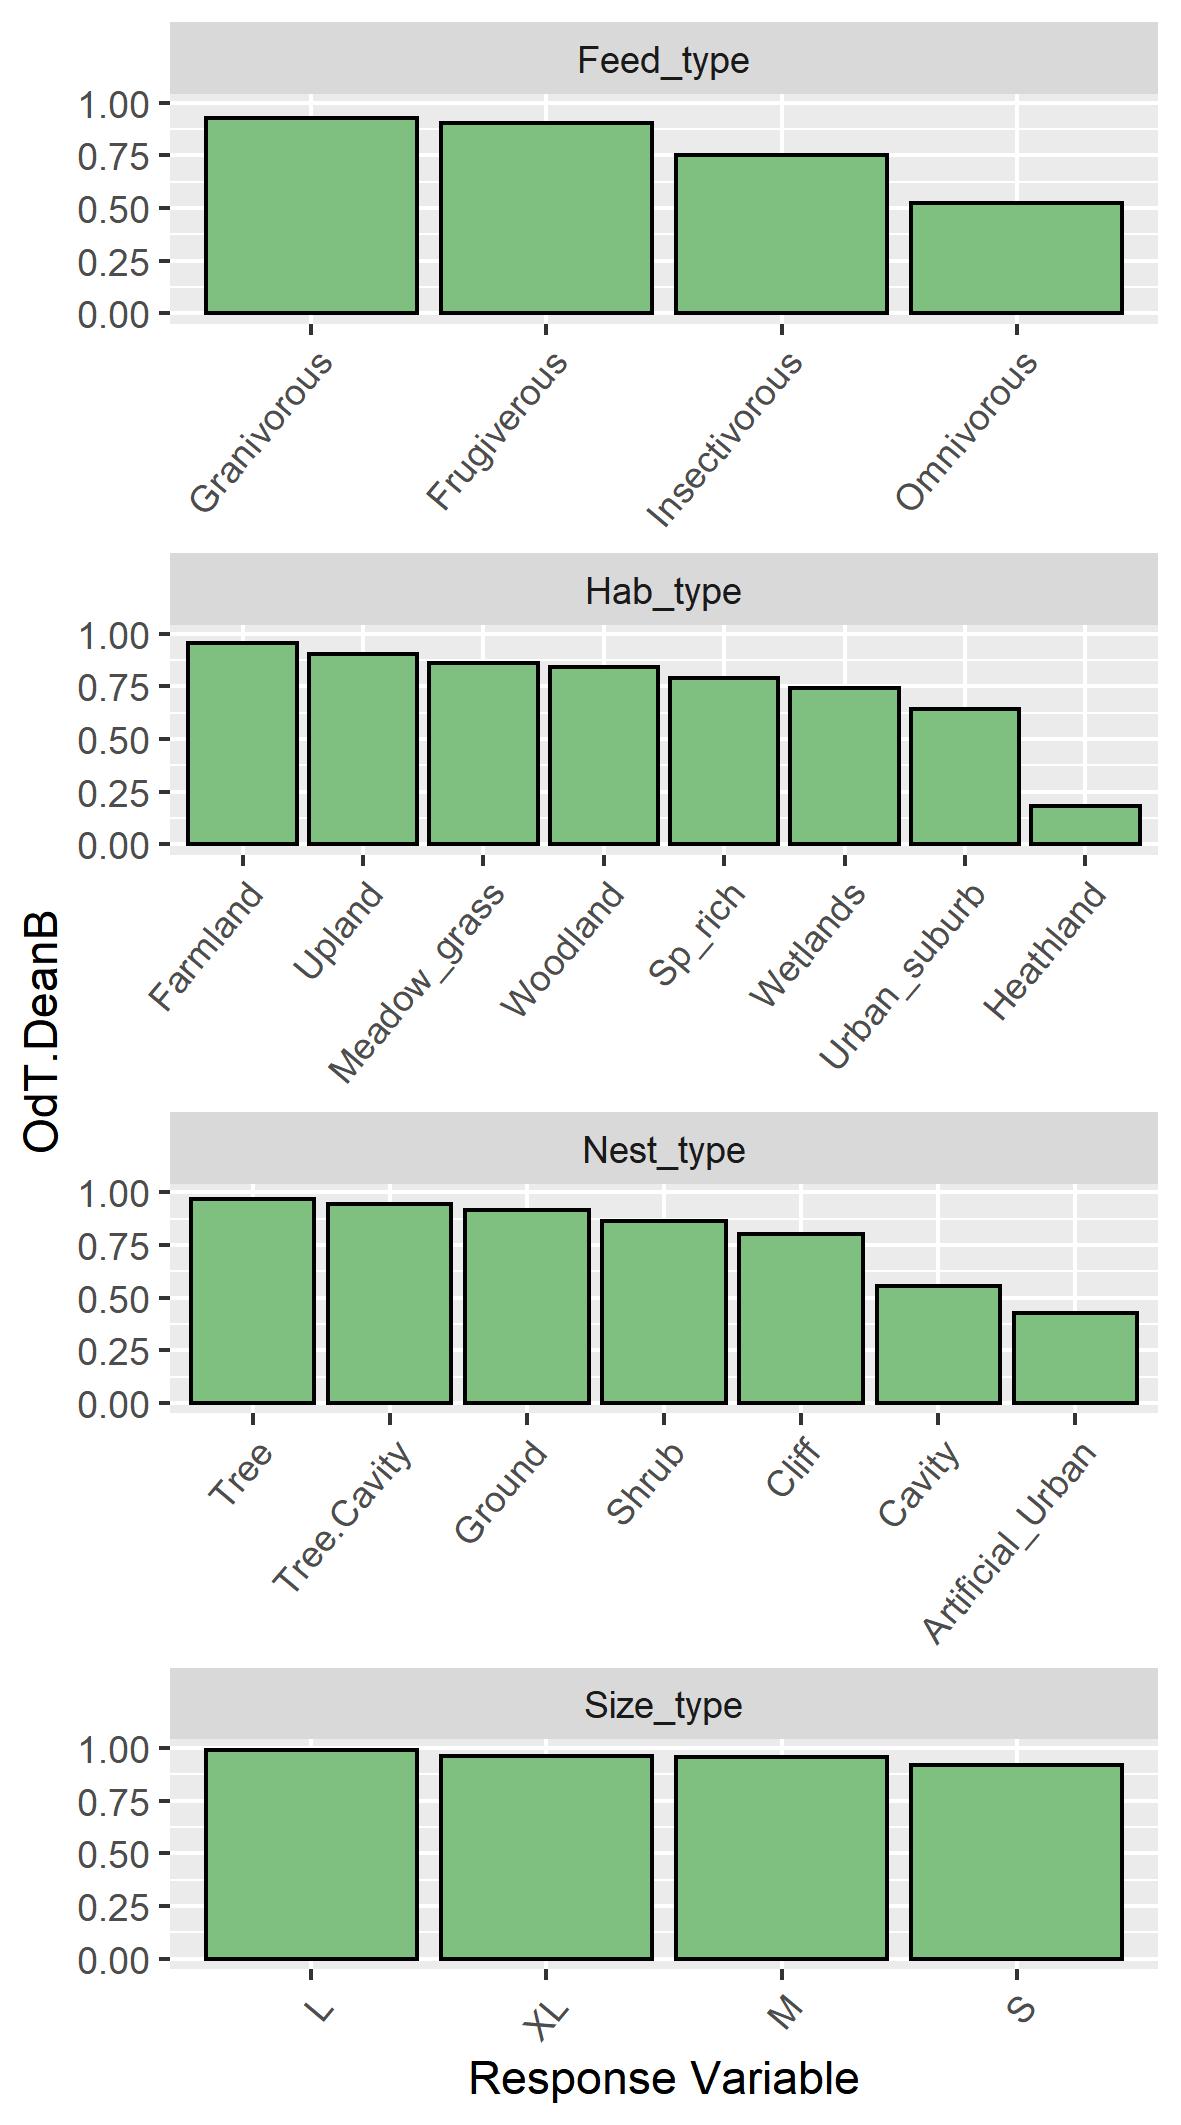 Feed_type
1.00
0.75
0.50
0.25
0.00
Granivorous
Frugiverous
Insectivorous
Omnivorous
Hab_type
1.00
0.75
0.50
0.25
0.00
Farmland
Upland
Meadow_grass
Woodland
Sp_rich
Wetlands
Urban_suburb
Heathland
OdT.DeanB
Nest_type
1.00
0.75
0.50
0.25
0.00
Tree
Tree.Cavity
Ground
Shrub
Cliff
Cavity
Artificial_Urban
Size_type
1.00
0.75
0.50
0.25
0.00
L
XL
M
S
Response Variable